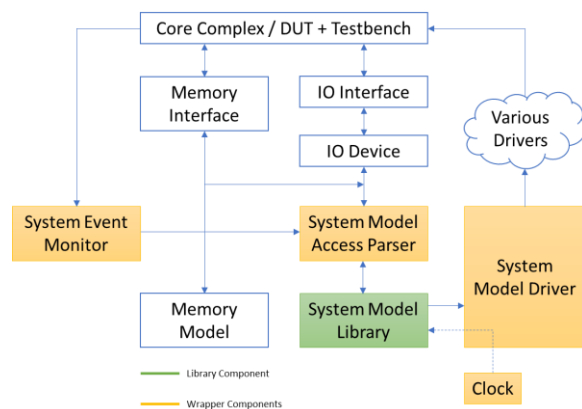 Core Complex / DUT + Testbench
Memory
Interface
IO Interface
IO Device
Various
Drivers
System Event
Monitor
System Model
Access Parser
System
Model Driver
Memory
Model
System Model
Library
Clock
Library Component
Wrapper Components